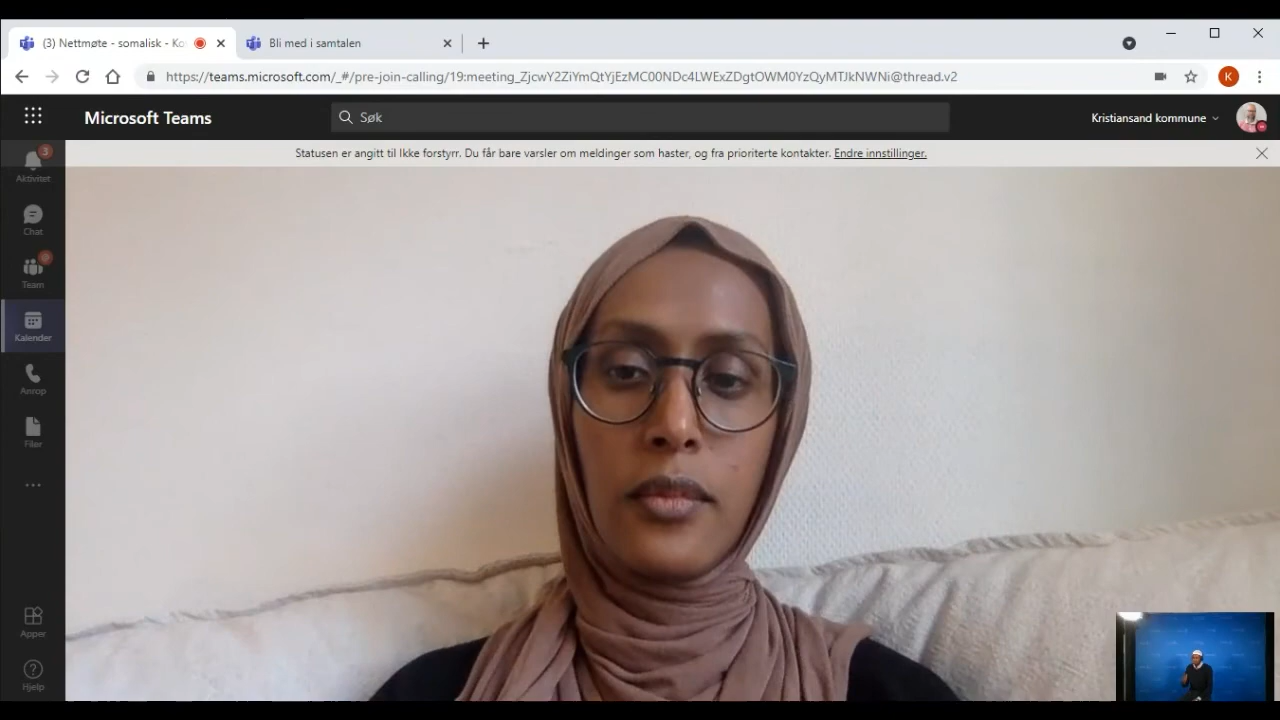 (3) Nettmøte - somalisk - Ko
Bli med i samtalen
https://teams.microsoft.com/_#/pre-join-calling/19:meeting_ZjcwY2ZiYmQtYjEzMC00NDc4LWExZDgtOWM0YzQyMTJkNWNi@thread.v2
K
Microsoft Teams
Søk
Kristiansand kommune
Statusen er angitt til Ikke forstyrr. Du får bare varsler om meldinger som haster, og fra prioriterte kontakter. Endre innstillinger.
3
Aktivitet
Chat
Team
Kalender
Anrop
Filer
Apper
Hjelp